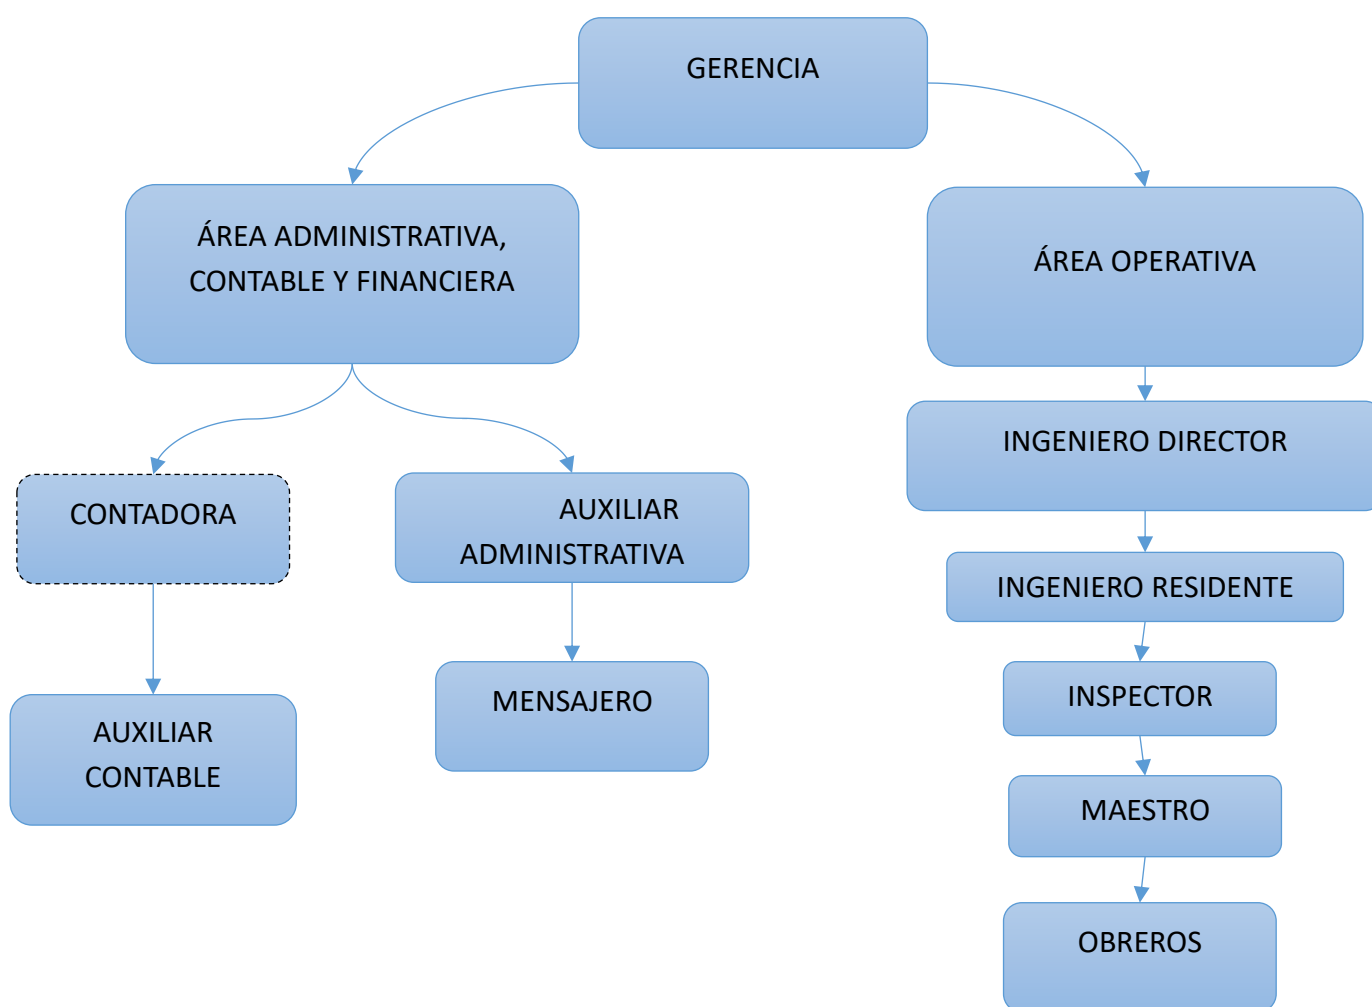 GERENCIA
ÁREA ADMINISTRATIVA,
CONTABLE Y FINANCIERA
ÁREA OPERATIVA
INGENIERO DIRECTOR
CONTADORA
AUXILIAR
ADMINISTRATIVA
INGENIERO RESIDENTE
INSPECTOR
MENSAJERO
AUXILIAR
CONTABLE
MAESTRO
OBREROS